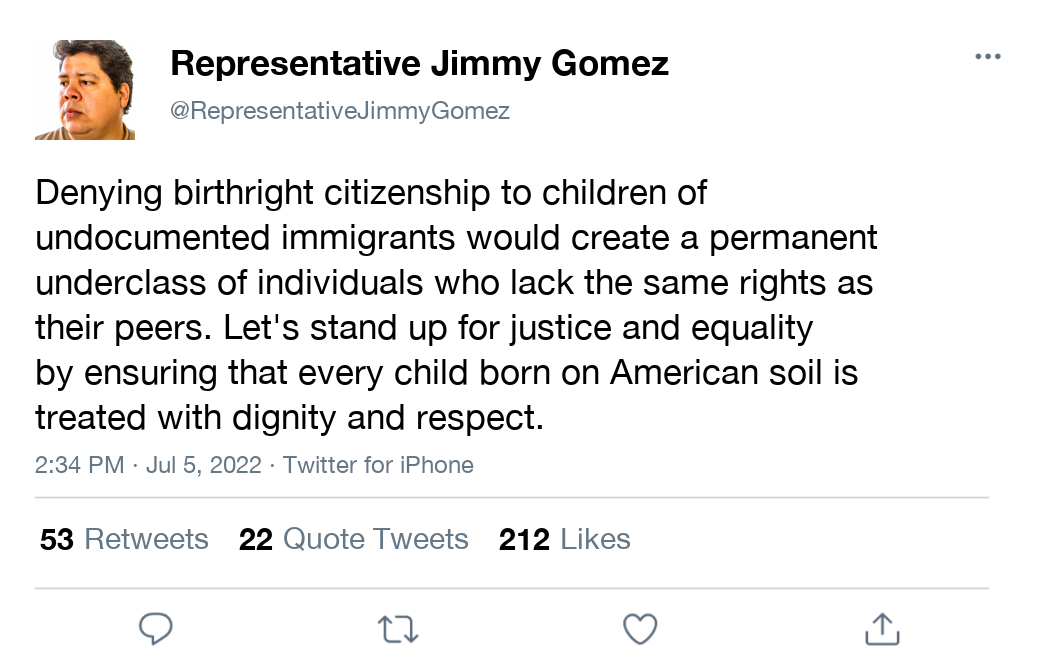 Representative Jimmy Gomez
@RepresentativeJimmyGomez
Denying birthright citizenship to children of
undocumented immigrants would create a permanent
underclass of individuals who lack the same rights as
their peers. Let's stand up for justice and equality
by ensuring that every child born on American soil is
treated with dignity and respect.
2:34 PM · Jul 5, 2022 · Twitter for iPhone
53 Retweets 22 Quote Tweets 212 Likes